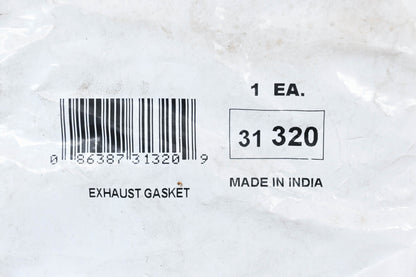 1 EA.
31 320
0 86387 31320 9
EXHAUST GASKET
MADE IN INDIA